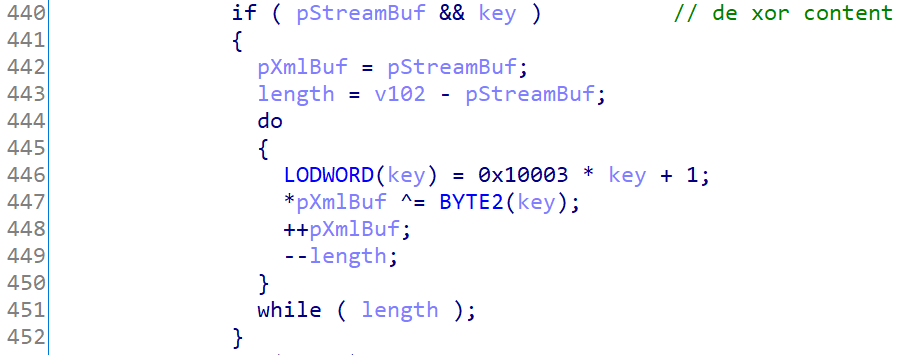 440 if ( pStreamBuf && key ) // de xor content
441 {
442 pXmlBuf = pStreamBuf;
443 length = v102 - pStreamBuf;
444 do
445 {
446 LODWORD(key) = 0x10003 * key + 1;
447 *pXmlBuf ^= BYTE2(key);
448 ++pXmlBuf;
449 --length;
450 }
451 while ( length );
452 }